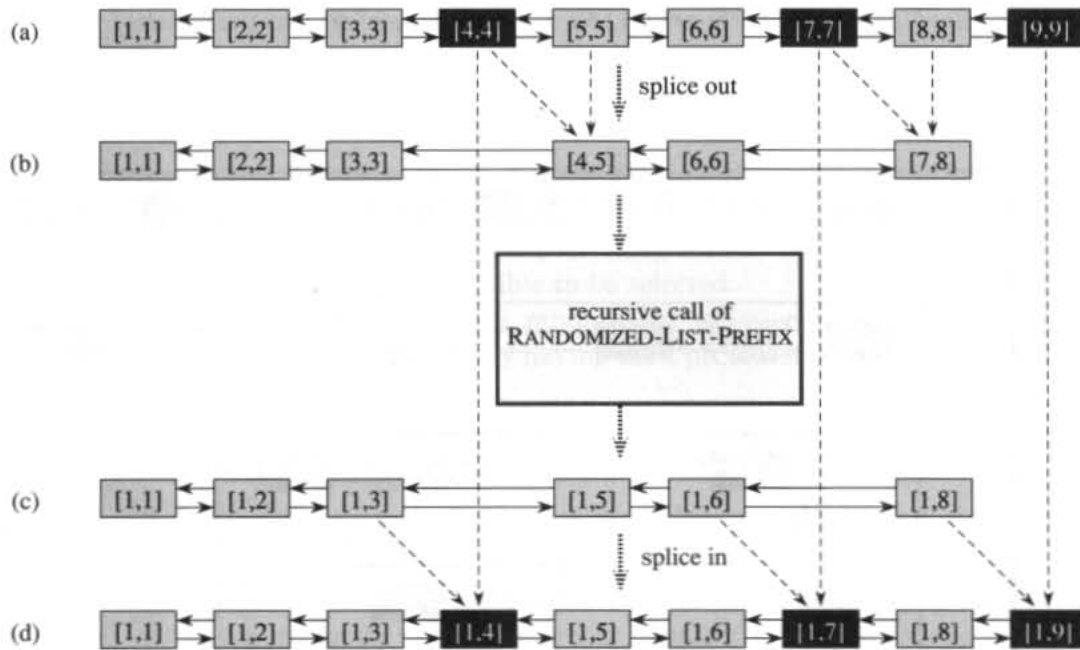 (a) [1,1] [2,2] [3,3] [4,4] [5,5] [6,6] [7,7] [8,8] [9,9]
splice out
(b) [1,1] [2,2] [3,3] [4,5] [6,6] [7,8]
to be selected.
recursive call of
RANDOMIZED-LIST-PREFIX
(c) [1,1] [1,2] [1,3] [1,5] [1,6] [1,8]
splice in
(d) [1,1] [1,2] [1,3] [1,4] [1,5] [1,6] [1,7] [1,8] [1,9]